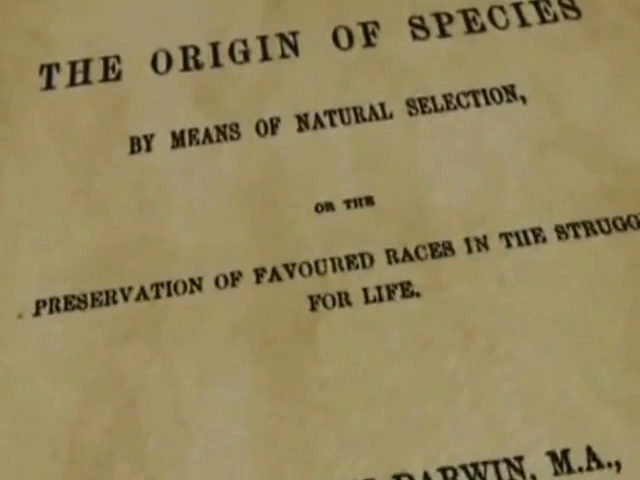 THE ORIGIN OF SPECIES
BY MEANS OF NATURAL SELECTION,
OR THE
PRESERVATION OF FAVOURED RACES IN THE STRUGG
FOR LIFE.
DARWIN, M.A.,